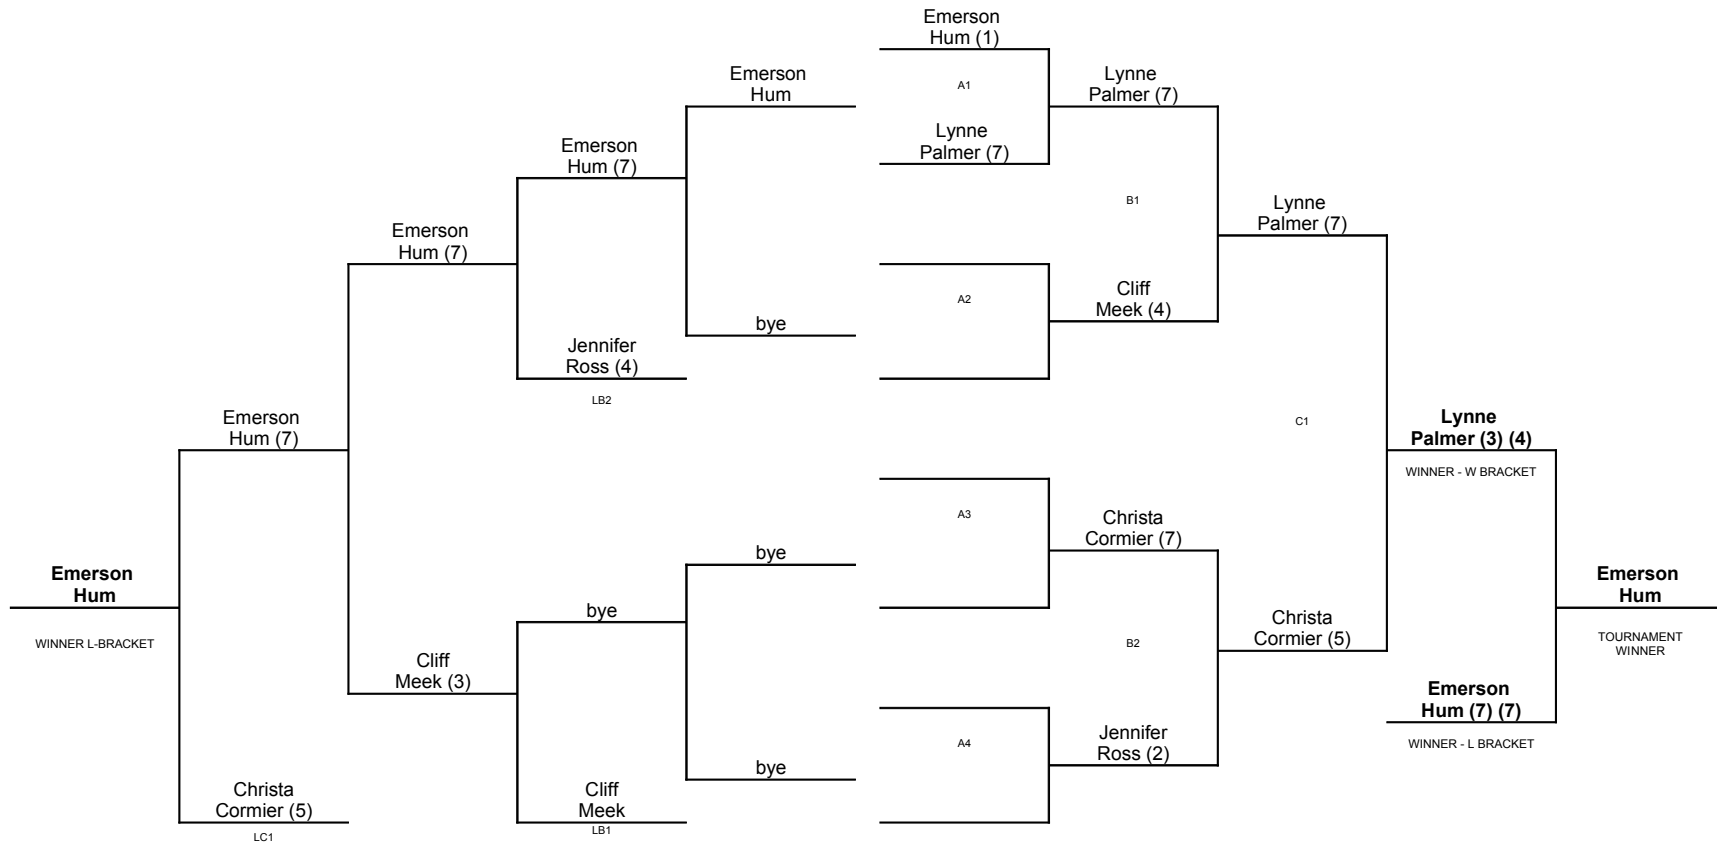 Emerson
Hum (1)
Emerson
Hum
A1
Lynne
Palmer (7)
Lynne
Palmer (7)
Emerson
Hum (7)
B1
Lynne
Palmer (7)
Emerson
Hum (7)
A2
Cliff
Meek (4)
bye
Jennifer
Ross (4)
LB2
Emerson
Hum (7)
C1
Lynne
Palmer (3) (4)
WINNER - W BRACKET
A3
Christa
Cormier (7)
bye
Emerson
Hum
WINNER L-BRACKET
bye
Christa
Cormier (5)
B2
Emerson
Hum
TOURNAMENT
WINNER
Cliff
Meek (3)
Emerson
Hum (7) (7)
WINNER - L BRACKET
A4
Jennifer
Ross (2)
bye
Christa
Cormier (5)
LC1
Cliff
Meek
LB1